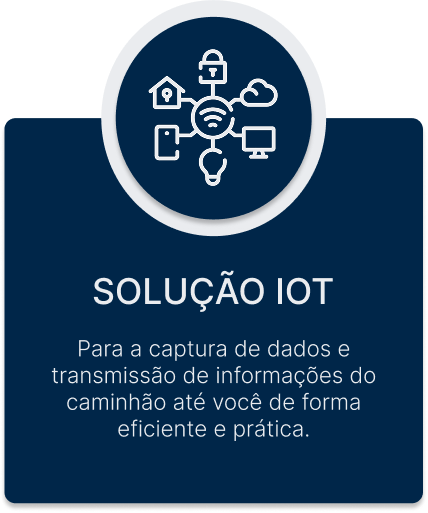 SOLUÇÃO IOT
Para a captura de dados e
transmissão de informações do
caminhão até você de forma
eficiente e prática.